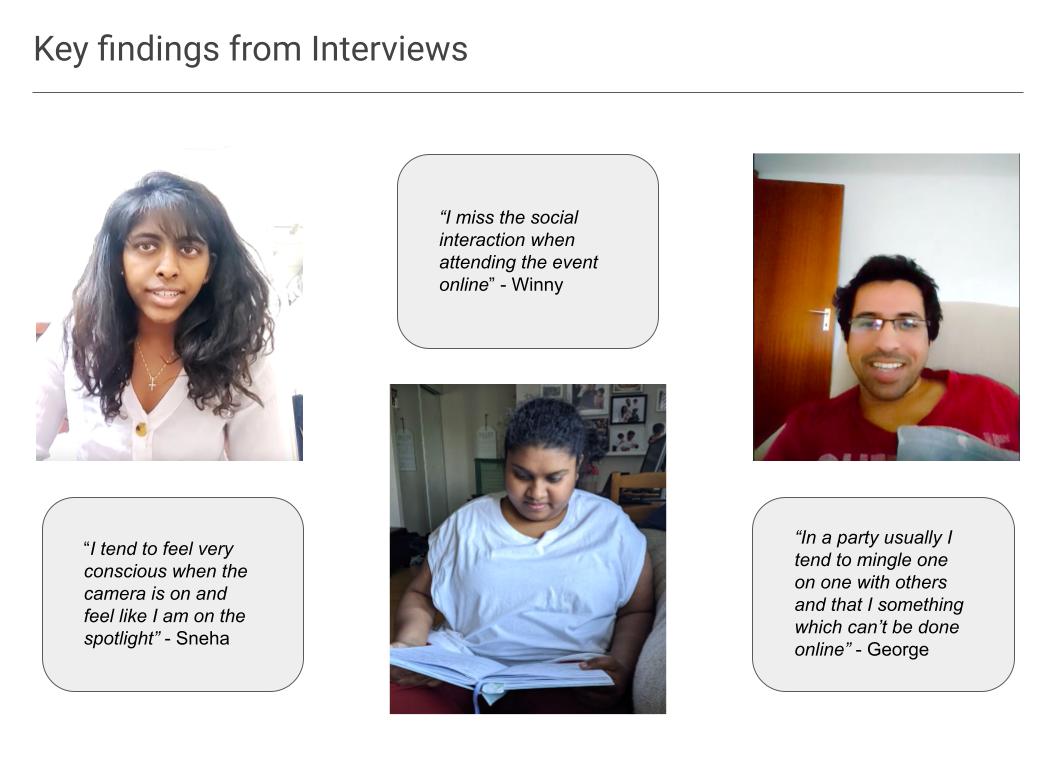 Key findings from Interviews
“I miss the social
interaction when
attending the event
online” - Winny
“I tend to feel very
conscious when the
camera is on and
feel like I am on the
spotlight” - Sneha
“In a party usually I
tend to mingle one
on one with others
and that I something
which can’t be done
online” - George